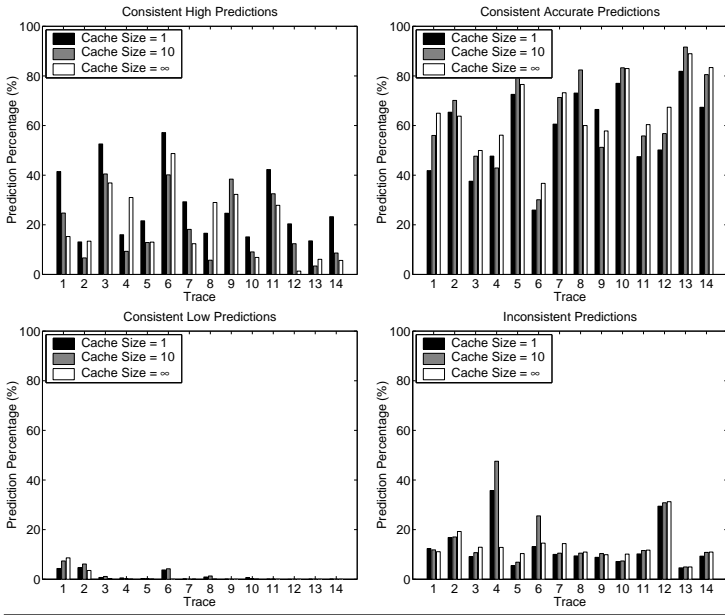 Consistent High Predictions
Cache Size = 1
Cache Size = 10
Cache Size = ∞
Prediction Percentage (%)
100
80
60
40
20
0
1 2 3 4 5 6 7 8 9 10 11 12 13 14
Trace
Consistent Accurate Predictions
Cache Size = 1
Cache Size = 10
Cache Size = ∞
Prediction Percentage (%)
100
80
60
40
20
0
1 2 3 4 5 6 7 8 9 10 11 12 13 14
Trace
Consistent Low Predictions
Cache Size = 1
Cache Size = 10
Cache Size = ∞
Prediction Percentage (%)
100
80
60
40
20
0
1 2 3 4 5 6 7 8 9 10 11 12 13 14
Trace
Inconsistent Predictions
Cache Size = 1
Cache Size = 10
Cache Size = ∞
Prediction Percentage (%)
100
80
60
40
20
0
1 2 3 4 5 6 7 8 9 10 11 12 13 14
Trace